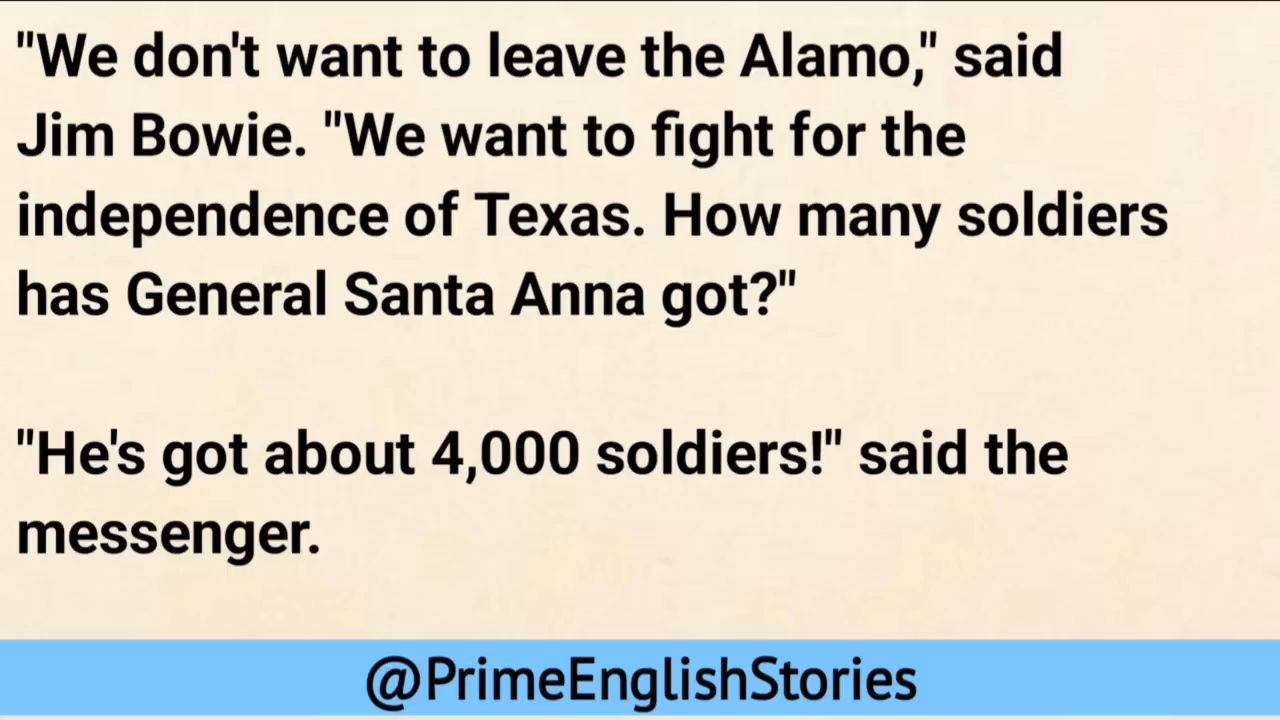 "We don't want to leave the Alamo," said
Jim Bowie. "We want to fight for the
independence of Texas. How many soldiers
has General Santa Anna got?"
"He's got about 4,000 soldiers!" said the
messenger.
@PrimeEnglishStories